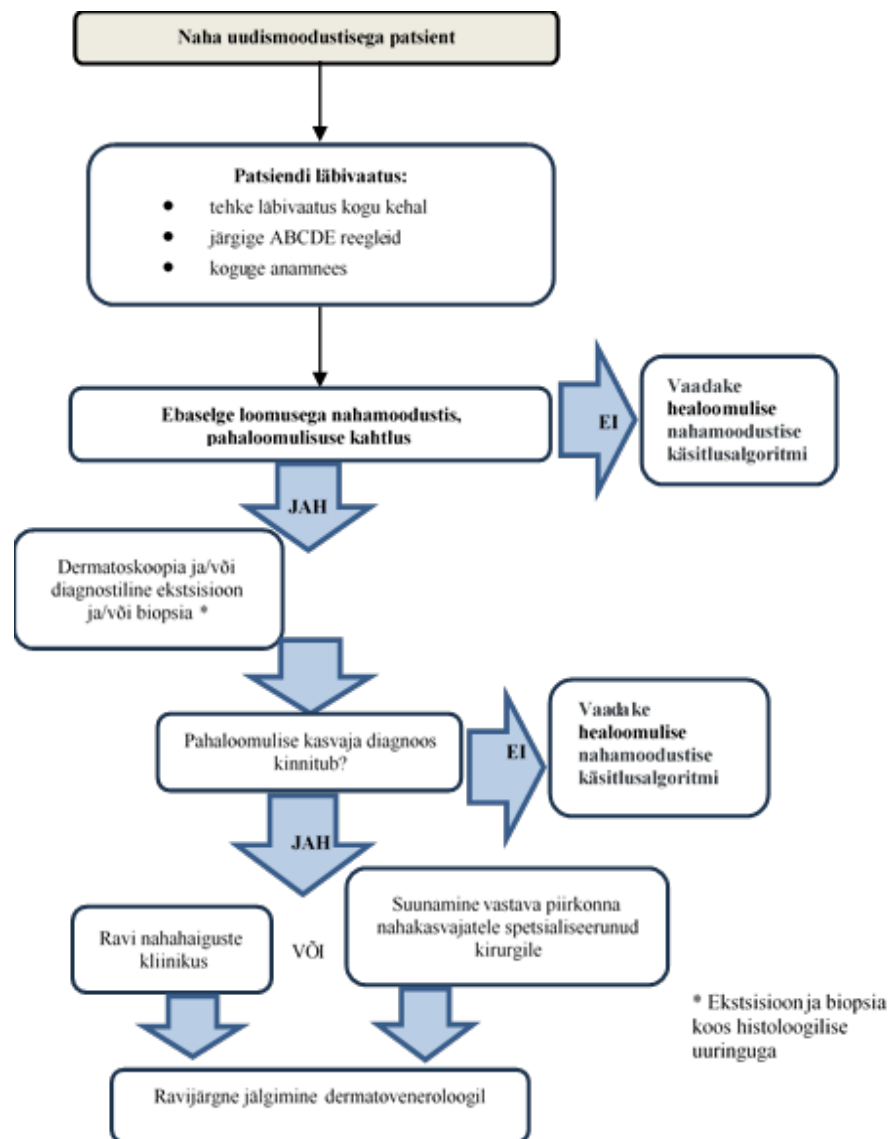 Naha uudismoodustisega patsient
Patsiendi läbivaatus:
● tehke läbivaatus kogu kehal
● järgige ABCDE reegleid
● koguge anamnees
Ebaselge loomusega nahamoodustis,
pahaloomulisuse kahtlus
EI
Vaadake
healoomulise
nahamoodustise
käsitlusalgoritmi
JAH
Dermatoskoopia ja/või
diagnostiline ekstsisioon
ja/või biopsia *
Pahaloomulise kasvaja diagnoos
kinnitub?
EI
Vaadake
healoomulise
nahamoodustise
käsitlusalgoritmi
JAH
Ravi nahahaiguste
kliinikus
VÕI
Suunamine vastava piirkonna
nahakasvajatele spetsialiseerunud
kirurgile
* Ekstsisioon ja biopsia
koos histoloogilise
uuringuga
Ravijärgne jälgimine dermatoveneroloogil